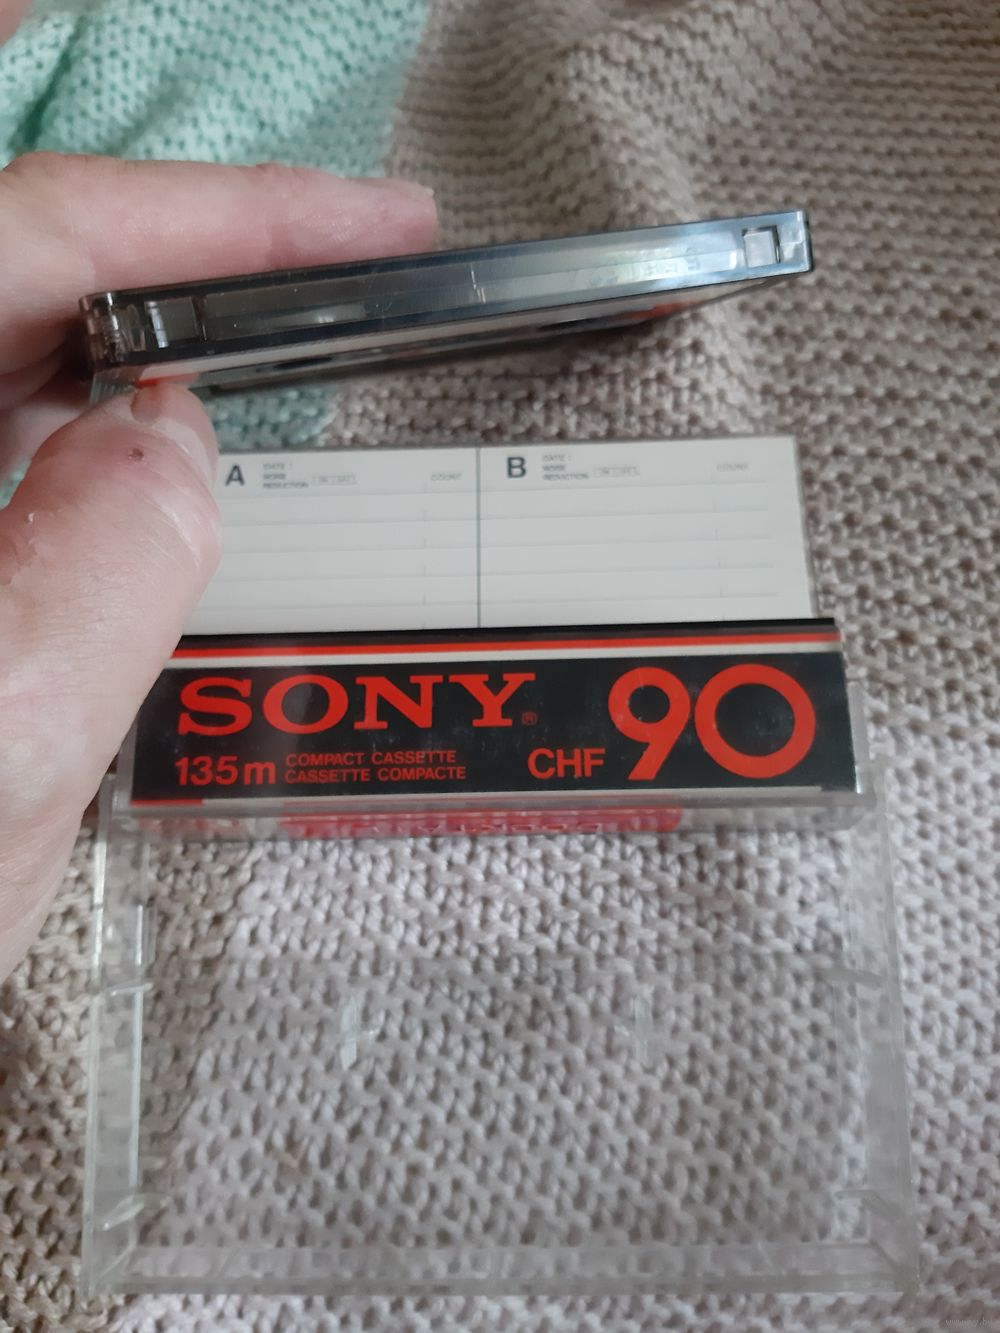 A DATE : NOISE REDUCTION COUNT
B DATE : NOISE REDUCTION COUNT
SONY®
135m COMPACT CASSETTE
CASSETTE COMPACTE
CHF 90